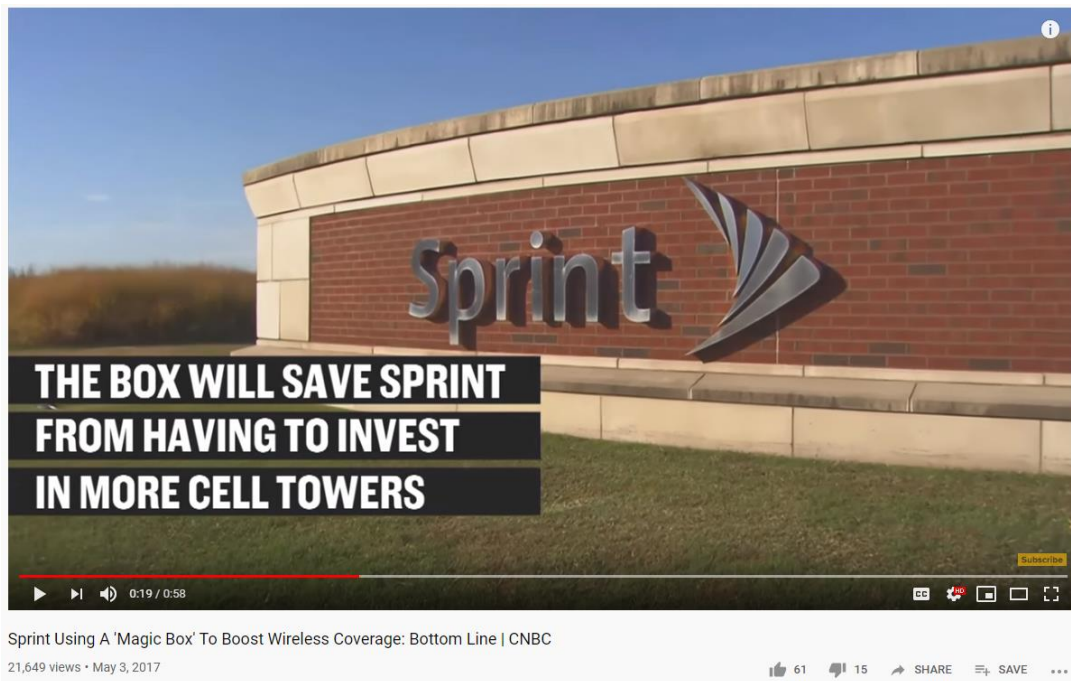 Sprint
THE BOX WILL SAVE SPRINT
FROM HAVING TO INVEST
IN MORE CELL TOWERS
Subscribe
0:19 / 0:58
CC
HD
Sprint Using A 'Magic Box' To Boost Wireless Coverage: Bottom Line | CNBC
21,649 views • May 3, 2017
61
15
SHARE
SAVE